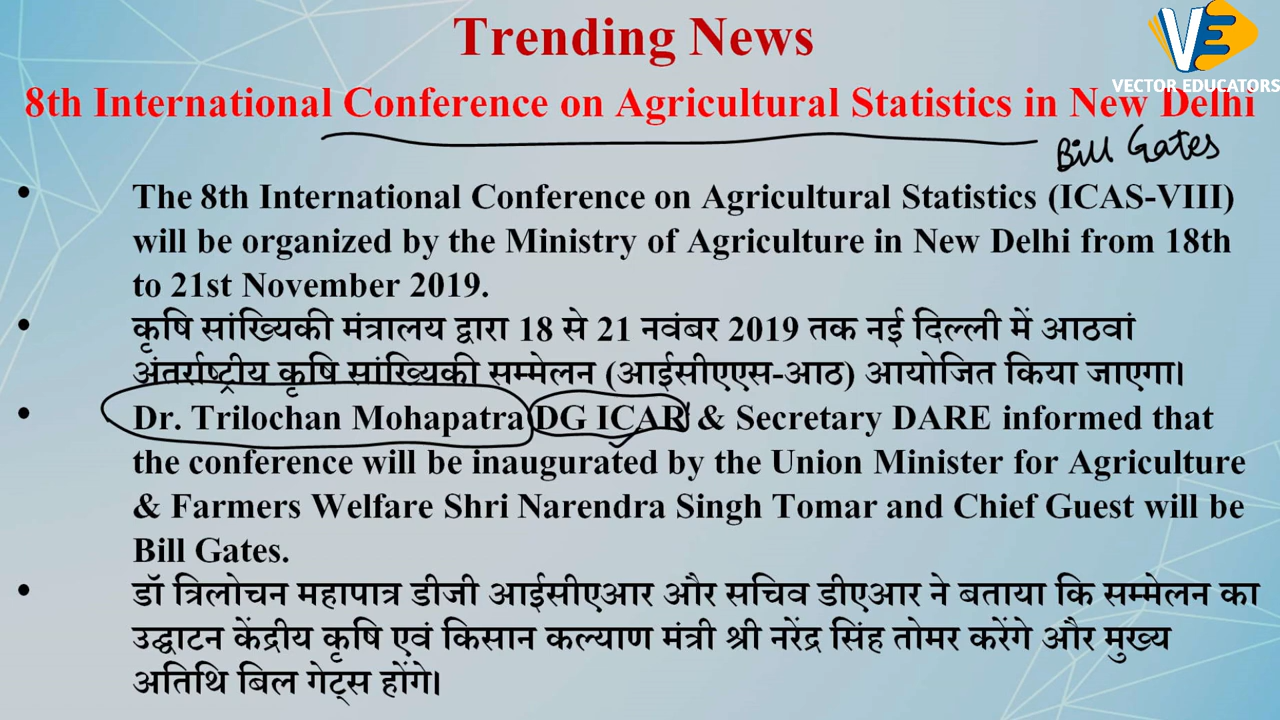 Trending News
VECTOR EDUCATORS
8th International Conference on Agricultural Statistics in New Delhi
Bill Gates
• The 8th International Conference on Agricultural Statistics (ICAS-VIII)
will be organized by the Ministry of Agriculture in New Delhi from 18th
to 21st November 2019.
• कृषि सांख्यिकी मंत्रालय द्वारा 18 से 21 नवंबर 2019 तक नई दिल्ली में आठवां
अंतर्राष्ट्रीय कृषि सांख्यिकी सम्मेलन (आईसीएएस-आठ) आयोजित किया जाएगा।
• Dr. Trilochan Mohapatra DG ICAR & Secretary DARE informed that
the conference will be inaugurated by the Union Minister for Agriculture
& Farmers Welfare Shri Narendra Singh Tomar and Chief Guest will be
Bill Gates.
• डॉ त्रिलोचन महापात्र डीजी आईसीएआर और सचिव डीएआर ने बताया कि सम्मेलन का
उद्घाटन केंद्रीय कृषि एवं किसान कल्याण मंत्री श्री नरेंद्र सिंह तोमर करेंगे और मुख्य
अतिथि बिल गेट्स होंगे।